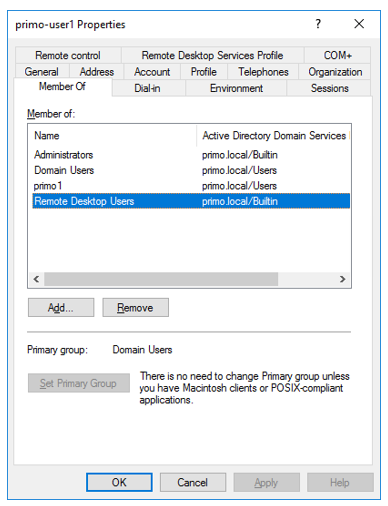 primo-user1 Properties ? X
Remote control Remote Desktop Services Profile COM+
General Address Account Profile Telephones Organization
Member Of Dial-in Environment Sessions
Member of:
Name Active Directory Domain Services
Administrators primo.local/Builtin
Domain Users primo.local/Users
primo1 primo.local/Users
Remote Desktop Users primo.local/Builtin
Add... Remove
Primary group: Domain Users
Set Primary Group
There is no need to change Primary group unless
you have Macintosh clients or POSIX-compliant
applications.
OK Cancel Apply Help